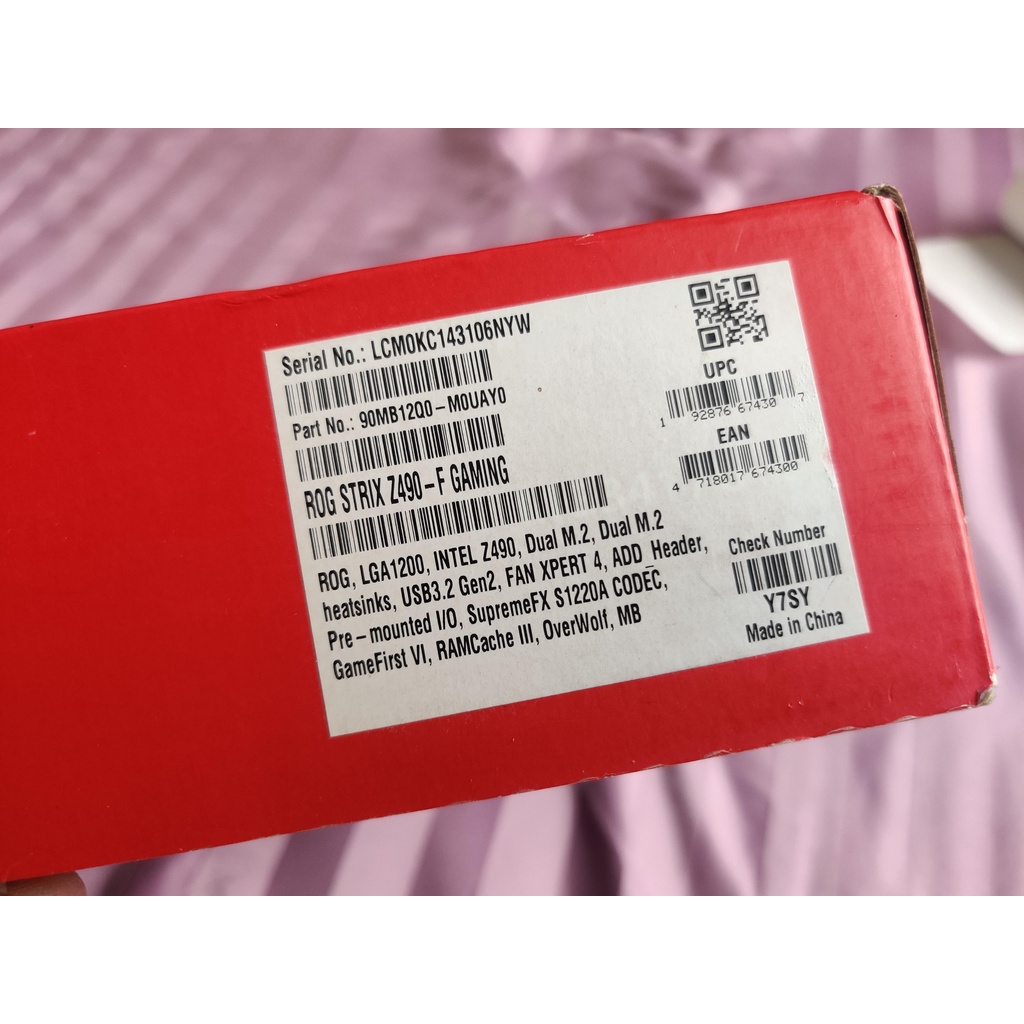 Serial No.: LCM0KC143106NYW
Part No.: 90MB12Q0-M0UAY0
ROG STRIX Z490-F GAMING
ROG, LGA1200, INTEL Z490, Dual M.2, Dual M.2
heatsinks, USB3.2 Gen2, FAN XPERT 4, ADD_Header,
Pre-mounted I/O, SupremeFX S1220A CODEC,
GameFirst VI, RAMCache III, OverWolf, MB
UPC
1 92876 67430 7
EAN
4 718017 674300
Check Number
Y7SY
Made in China